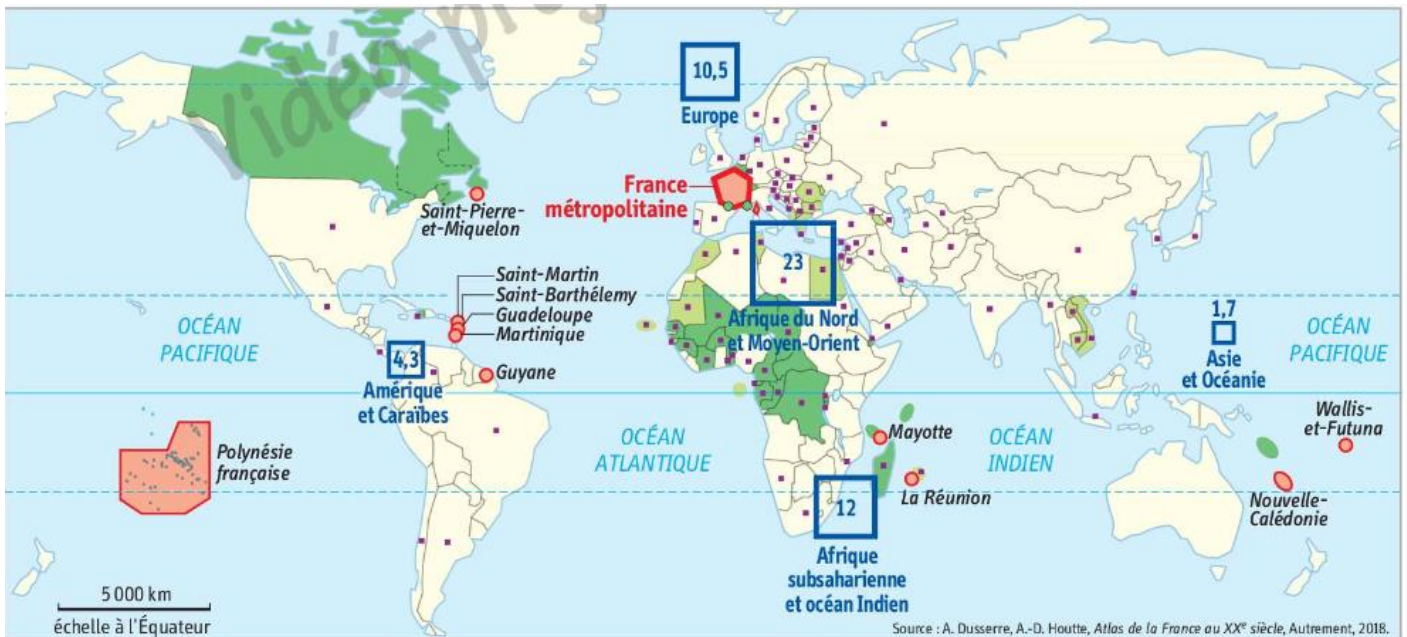 Vidéo-pro
10,5
Europe
France
métropolitaine
Saint-Pierre-
et-Miquelon
23
Afrique du Nord
et Moyen-Orient
Saint-Martin
Saint-Barthélemy
Guadeloupe
Martinique
Guyane
OCÉAN
PACIFIQUE
4,3
Amérique
et Caraïbes
1,7
Asie
et Océanie
OCÉAN
PACIFIQUE
Polynésie
française
OCÉAN
ATLANTIQUE
Mayotte
OCÉAN
INDIEN
La Réunion
Wallis-
et-Futuna
Nouvelle-
Calédonie
12
Afrique
subsaharienne
et océan Indien
5 000 km
échelle à l'Équateur
Source : A. Dusserre, A.-D. Houtte, Atlas de la France au XXe siècle, Autrement, 2018.